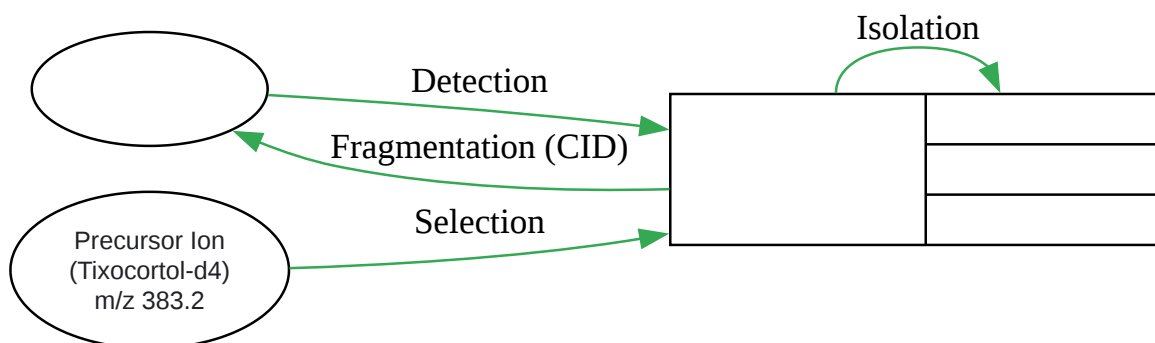 Isolation
Detection
Fragmentation (CID)
Selection
Precursor Ion
(Tixocortol-d4)
m/z 383.2